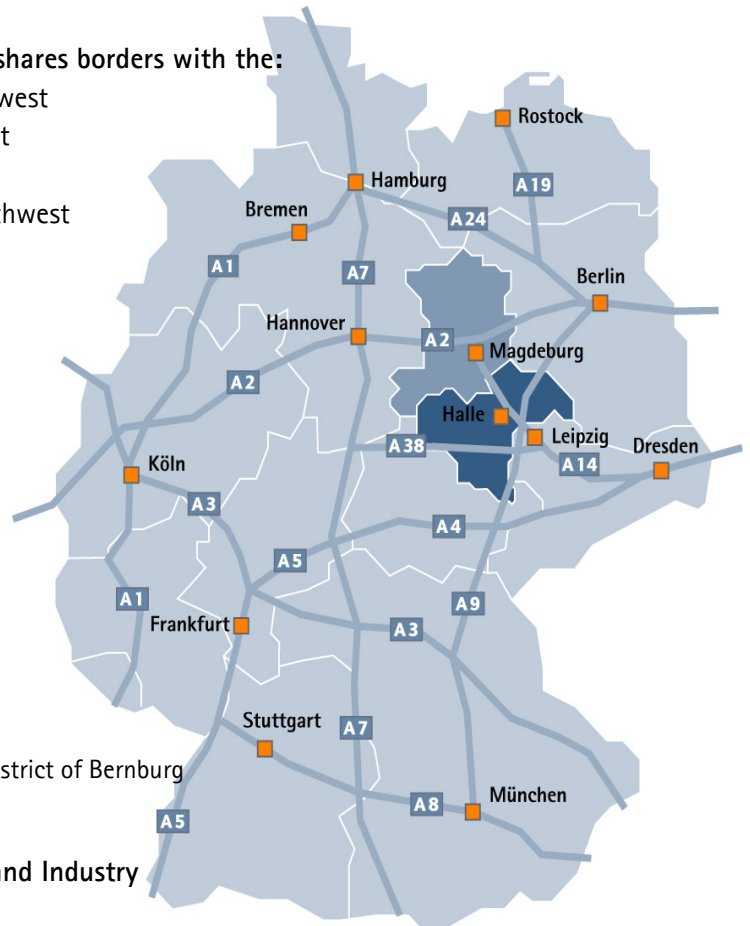 shares borders with the:
west
t
thwest
strict of Bernburg
and Industry
Rostock
Hamburg
A19
Bremen
A24
A1
A7
Berlin
Hannover
A2
Magdeburg
A2
Halle
Leipzig
A38
Dresden
Köln
A14
A3
A4
A5
A1
A9
Frankfurt
A3
Stuttgart
A7
München
A8
A5